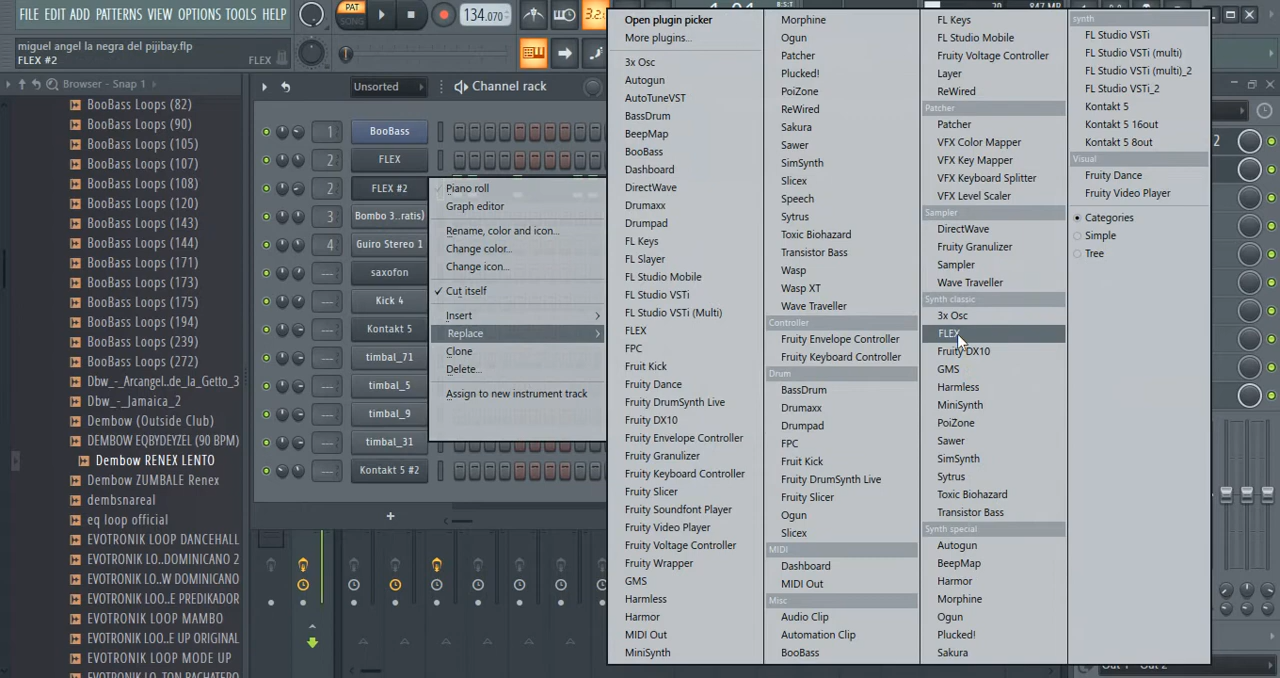 FILE EDIT ADD PATTERNS VIEW OPTIONS TOOLS HELP
PAT
SONG
134.070
3.2.
miguel angel la negra del pijibay.flp
FLEX #2
FLEX
Browser - Snap 1
BooBass Loops (82)
BooBass Loops (90)
BooBass Loops (105)
BooBass Loops (107)
BooBass Loops (108)
BooBass Loops (120)
BooBass Loops (143)
BooBass Loops (144)
BooBass Loops (171)
BooBass Loops (173)
BooBass Loops (175)
BooBass Loops (194)
BooBass Loops (239)
BooBass Loops (272)
Dbw_-_Arcangel..de_la_Getto_3
Dbw_-_Jamaica_2
Dembow (Outside Club)
DEMBOW EQBYDEYZEL (90 BPM)
Dembow RENEX LENTO
Dembow ZUMBALE Renex
dembsnareal
eq loop official
EVOTRONIK LOOP DANCEHALL
EVOTRONIK LO..DOMINICANO 2
EVOTRONIK LO..W DOMINICANO
EVOTRONIK LOO..E PREDIKADOR
EVOTRONIK LOOP MAMBO
EVOTRONIK LOO..E UP ORIGINAL
EVOTRONIK LOOP MODE UP
Unsorted
Channel rack
1 BooBass
2 FLEX
2 FLEX #2
3 Bombo 3..ratis)
4 Guiro Stereo 1
--- saxofon
--- Kick 4
--- Kontakt 5
--- timbal_71
--- timbal_5
--- timbal_9
--- timbal_31
--- Kontakt 5 #2
+
Piano roll
Graph editor
Rename, color and icon...
Change color...
Change icon...
Cut itself
Insert
Replace
Clone
Delete...
Assign to new instrument track
Open plugin picker
More plugins...
3x Osc
Autogun
AutoTuneVST
BassDrum
BeepMap
BooBass
Dashboard
DirectWave
Drumaxx
Drumpad
FL Keys
FL Slayer
FL Studio Mobile
FL Studio VSTi
FL Studio VSTi (Multi)
FLEX
FPC
Fruit Kick
Fruity Dance
Fruity DrumSynth Live
Fruity DX10
Fruity Envelope Controller
Fruity Granulizer
Fruity Keyboard Controller
Fruity Slicer
Fruity Soundfont Player
Fruity Video Player
Fruity Voltage Controller
Fruity Wrapper
GMS
Harmless
Harmor
MIDI Out
MiniSynth
Morphine
Ogun
Patcher
Plucked!
PoiZone
ReWired
Sakura
Sawer
SimSynth
Slicex
Speech
Sytrus
Toxic Biohazard
Transistor Bass
Wasp
Wasp XT
Wave Traveller
Controller
Fruity Envelope Controller
Fruity Keyboard Controller
Drum
BassDrum
Drumaxx
Drumpad
FPC
Fruit Kick
Fruity DrumSynth Live
Fruity Slicer
Ogun
Slicex
MIDI
Dashboard
MIDI Out
Misc
Audio Clip
Automation Clip
BooBass
FL Keys
FL Studio Mobile
Fruity Voltage Controller
Layer
ReWired
Patcher
Patcher
VFX Color Mapper
VFX Key Mapper
VFX Keyboard Splitter
VFX Level Scaler
Sampler
DirectWave
Fruity Granulizer
Sampler
Wave Traveller
Synth classic
3x Osc
FLEX
Fruity DX10
GMS
Harmless
MiniSynth
PoiZone
Sawer
SimSynth
Sytrus
Toxic Biohazard
Transistor Bass
Synth special
Autogun
BeepMap
Harmor
Morphine
Ogun
Plucked!
Sakura
synth
FL Studio VSTi
FL Studio VSTi (multi)
FL Studio VSTi (multi)_2
FL Studio VSTi_2
Kontakt 5
Kontakt 5 16out
Kontakt 5 8out
Visual
Fruity Dance
Fruity Video Player
Categories
Simple
Tree
2